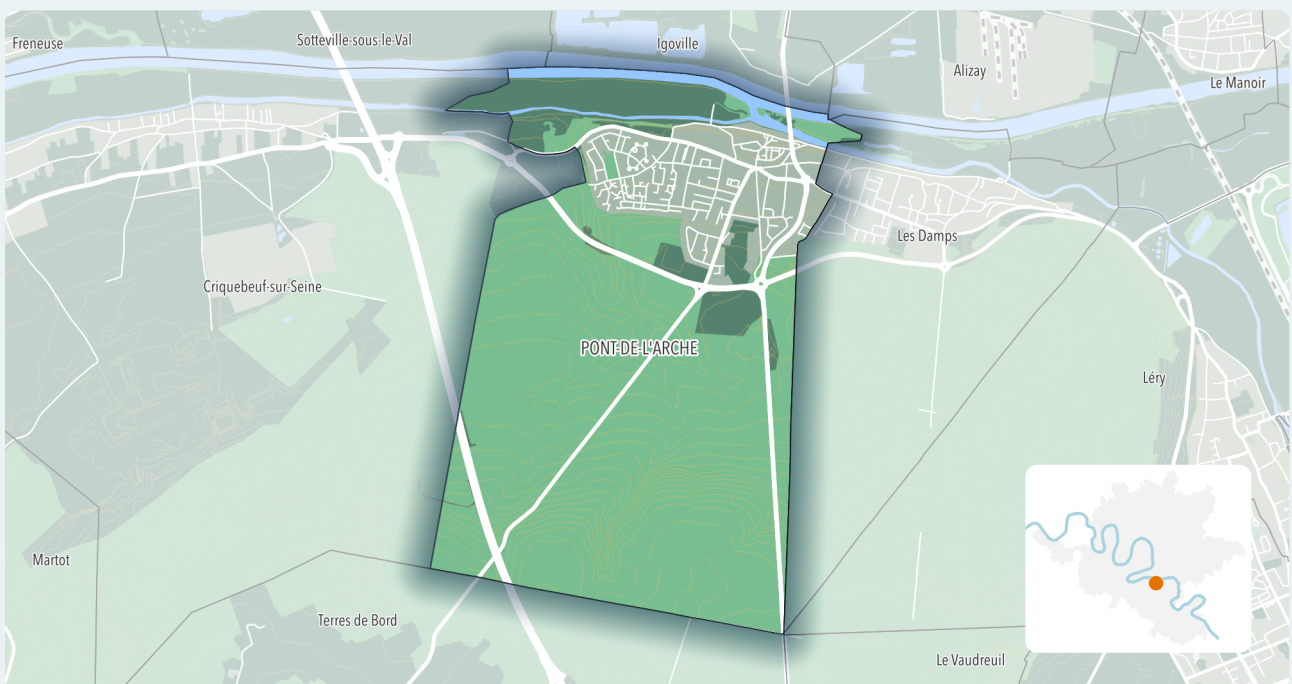 Freneuse
Sotteville-sous-le-Val
Igoville
Alizay
Le Manoir
Les Damps
Criquebeuf-sur-Seine
PONT-DE-L'ARCHE
Léry
Martot
Terres de Bord
Le Vaudreuil